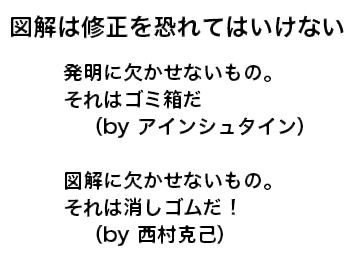 図解は修正を恐れてはいけない
発明に欠かせないもの。
それはゴミ箱だ
（by アインシュタイン）
図解に欠かせないもの。
それは消しゴムだ！
（by 西村克己）